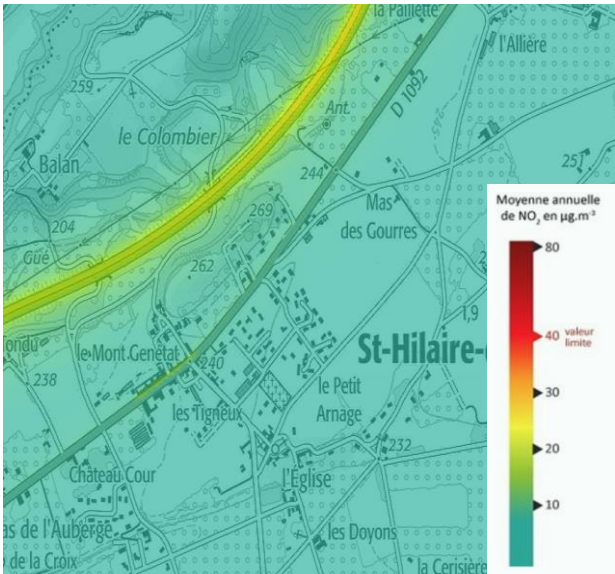 la Paillette
l'Allière
259
Ant.
D 1092
le Colombier
Balan
244
251
Mas
des Gourres
204
269
Gué
262
1,9
le Mont Genétat
240
St-Hilaire-
238
les Tigneux
le Petit
Arnage
232
Chateau Cour
l'Église
as de l'Auberge
les Doyons
de la Croix
la Cerisière
Moyenne annuelle
de NO₂ en µg.m⁻³
80
40 valeur
limite
30
20
10